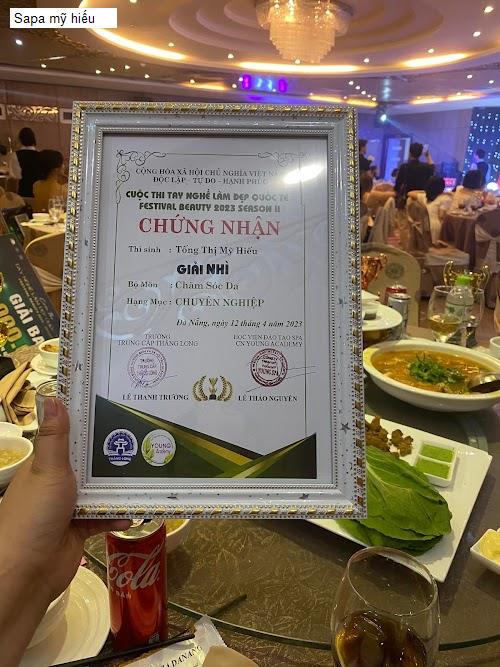 Sapa mỹ hiếu
CỘNG HÒA XÃ HỘI CHỦ NGHĨA VIỆT NAM
ĐỘC LẬP - TỰ DO - HẠNH PHÚC
CUỘC THI TAY NGHỀ LÀM ĐẸP QUỐC TẾ
FESTIVAL BEAUTY 2023 SEASON II
CHỨNG NHẬN
Thí sinh : Tống Thị Mỹ Hiếu
GIẢI NHÌ
Bộ Môn : Chăm Sóc Da
Hạng Mục : CHUYÊN NGHIỆP
Đà Nẵng, ngày 12 tháng 4 năm 2023
TRƯỜNG
TRUNG CẤP THĂNG LONG
HỌC VIỆN ĐÀO TẠO SPA
CN YOUNG ACADEMY
LÊ THANH TRƯỜNG
LÊ THẢO NGUYÊN
THĂNG LONG
YOUNG
Academy
GIẢI BA
Coca Cola